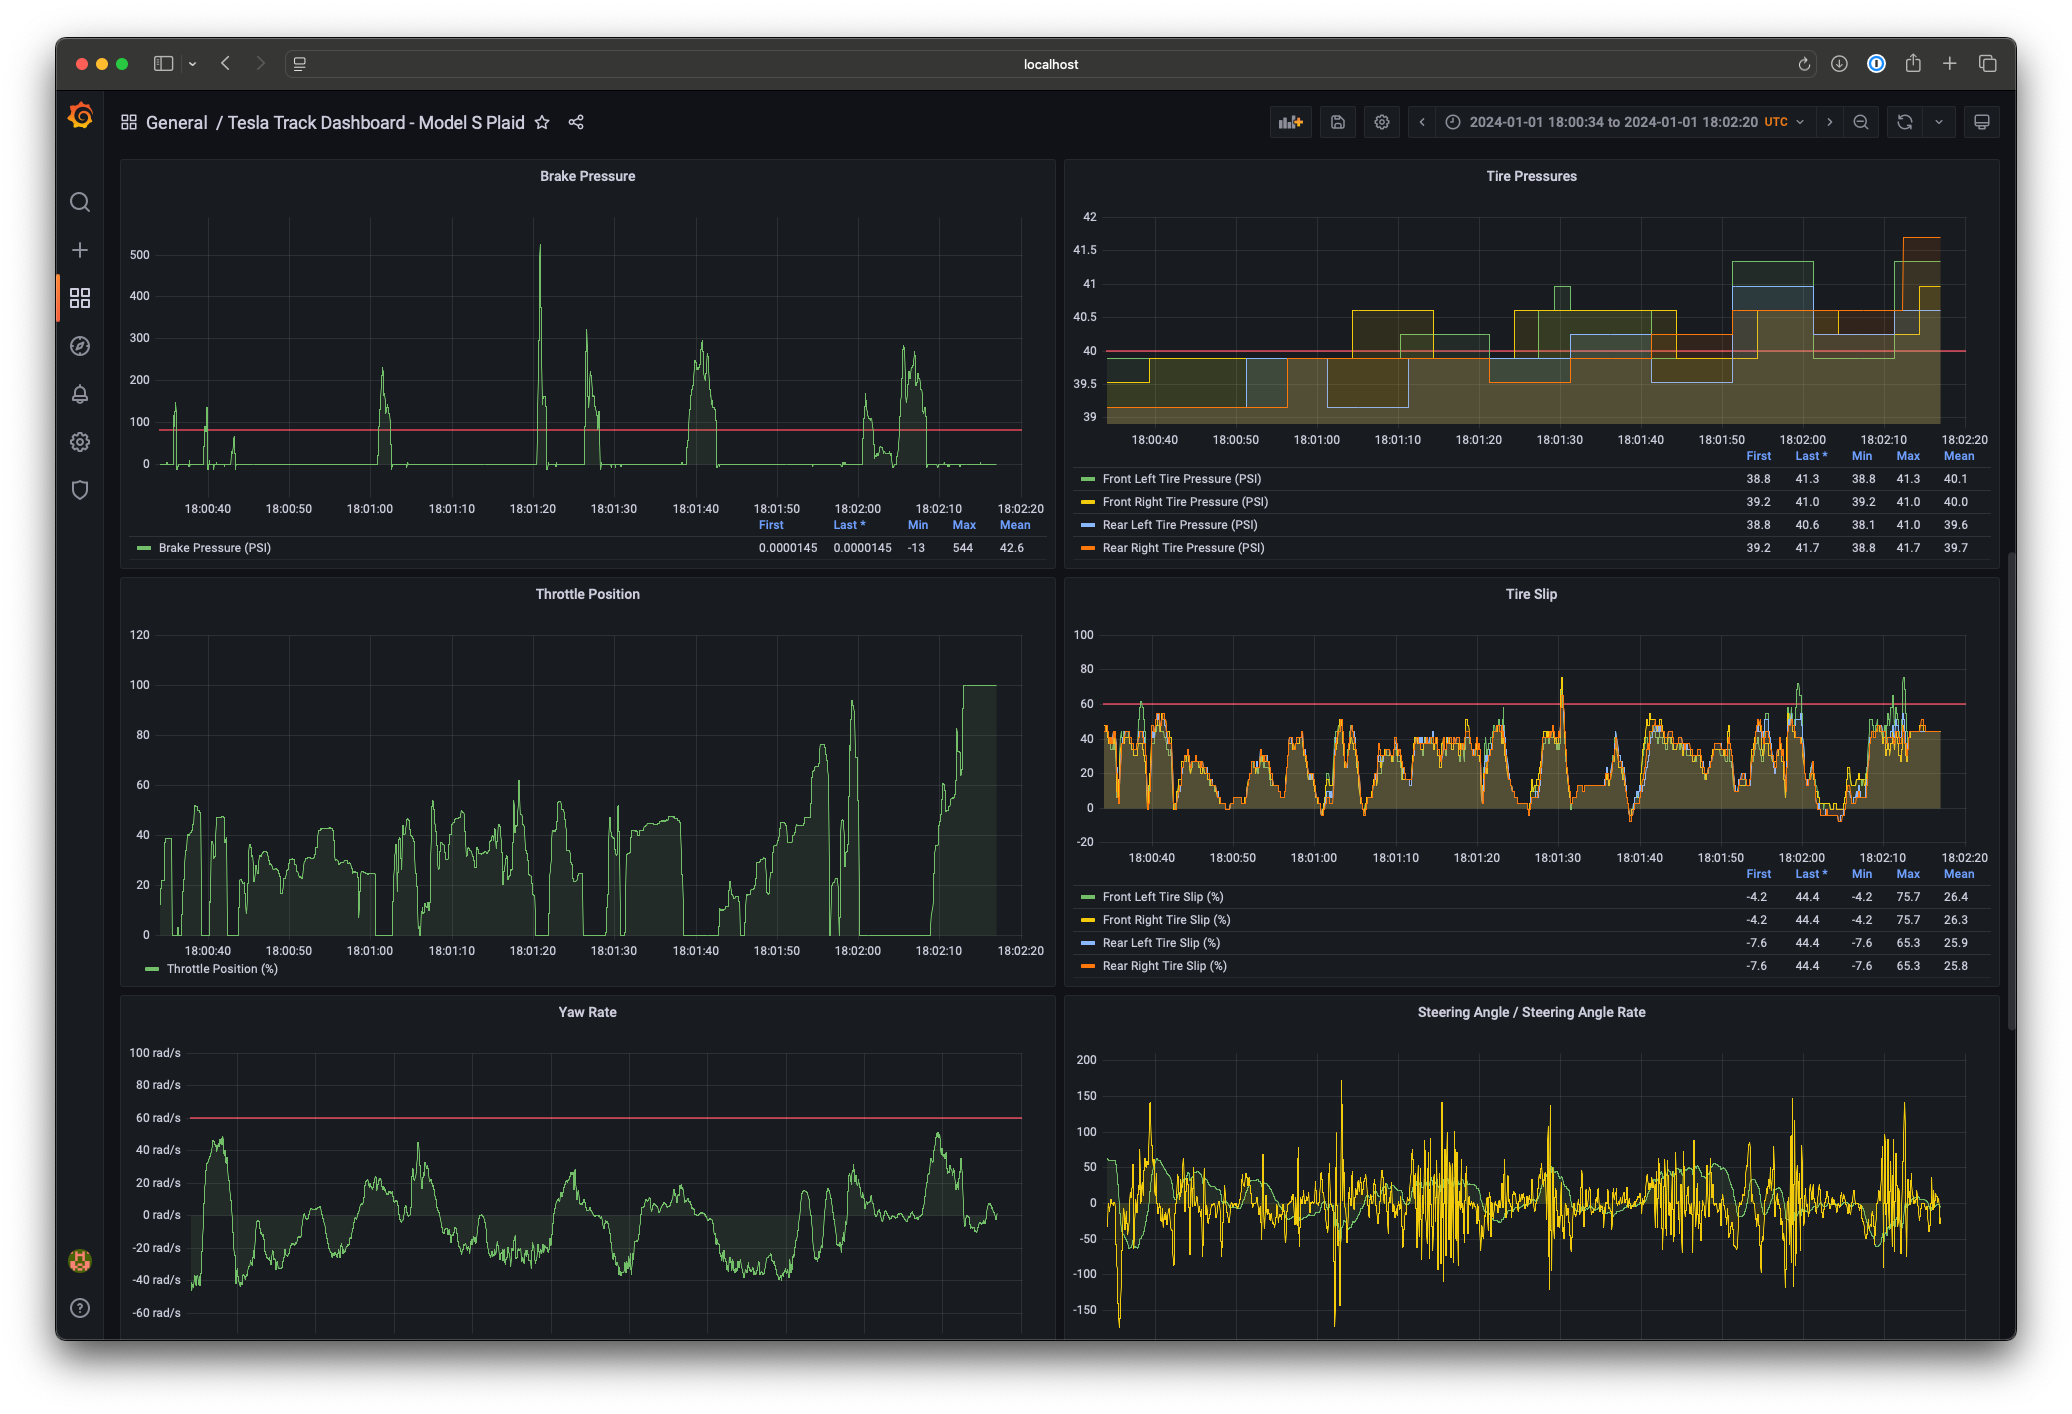 localhost
General / Tesla Track Dashboard - Model S Plaid
2024-01-01 18:00:34 to 2024-01-01 18:02:20 UTC
Brake Pressure
500
400
300
200
100
0
18:00:40 18:00:50 18:01:00 18:01:10 18:01:20 18:01:30 18:01:40 18:01:50 18:02:00 18:02:10 18:02:20
First Last * Min Max Mean
Brake Pressure (PSI) 0.0000145 0.0000145 -13 544 42.6
Tire Pressures
42
41.5
41
40.5
40
39.5
39
18:00:40 18:00:50 18:01:00 18:01:10 18:01:20 18:01:30 18:01:40 18:01:50 18:02:00 18:02:10 18:02:20
First Last * Min Max Mean
Front Left Tire Pressure (PSI) 38.8 41.3 38.8 41.3 40.1
Front Right Tire Pressure (PSI) 39.2 41.0 39.2 41.0 40.0
Rear Left Tire Pressure (PSI) 38.8 40.6 38.1 41.0 39.6
Rear Right Tire Pressure (PSI) 39.2 41.7 38.8 41.7 39.7
Throttle Position
120
100
80
60
40
20
0
18:00:40 18:00:50 18:01:00 18:01:10 18:01:20 18:01:30 18:01:40 18:01:50 18:02:00 18:02:10 18:02:20
Throttle Position (%)
Tire Slip
100
80
60
40
20
0
-20
18:00:40 18:00:50 18:01:00 18:01:10 18:01:20 18:01:30 18:01:40 18:01:50 18:02:00 18:02:10 18:02:20
First Last * Min Max Mean
Front Left Tire Slip (%) -4.2 44.4 -4.2 75.7 26.4
Front Right Tire Slip (%) -4.2 44.4 -4.2 75.7 26.3
Rear Left Tire Slip (%) -7.6 44.4 -7.6 65.3 25.9
Rear Right Tire Slip (%) -7.6 44.4 -7.6 65.3 25.8
Yaw Rate
100 rad/s
80 rad/s
60 rad/s
40 rad/s
20 rad/s
0 rad/s
-20 rad/s
-40 rad/s
-60 rad/s
Steering Angle / Steering Angle Rate
200
150
100
50
0
-50
-100
-150